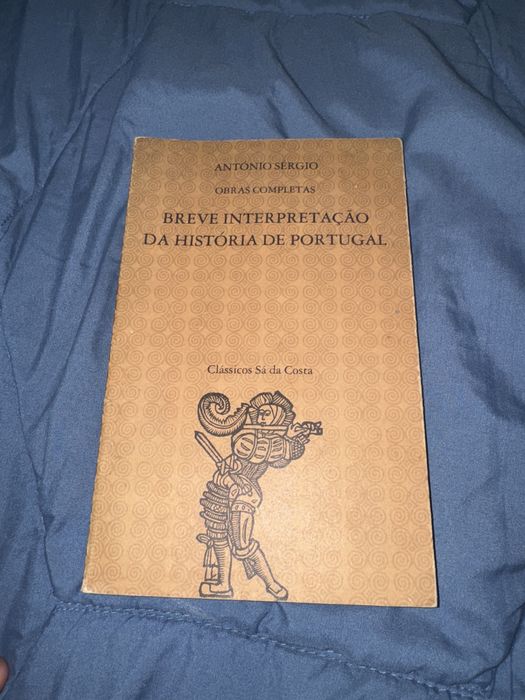 ANTÓNIO SÉRGIO
OBRAS COMPLETAS
BREVE INTERPRETAÇÃO
DA HISTÓRIA DE PORTUGAL
Clássicos Sá da Costa